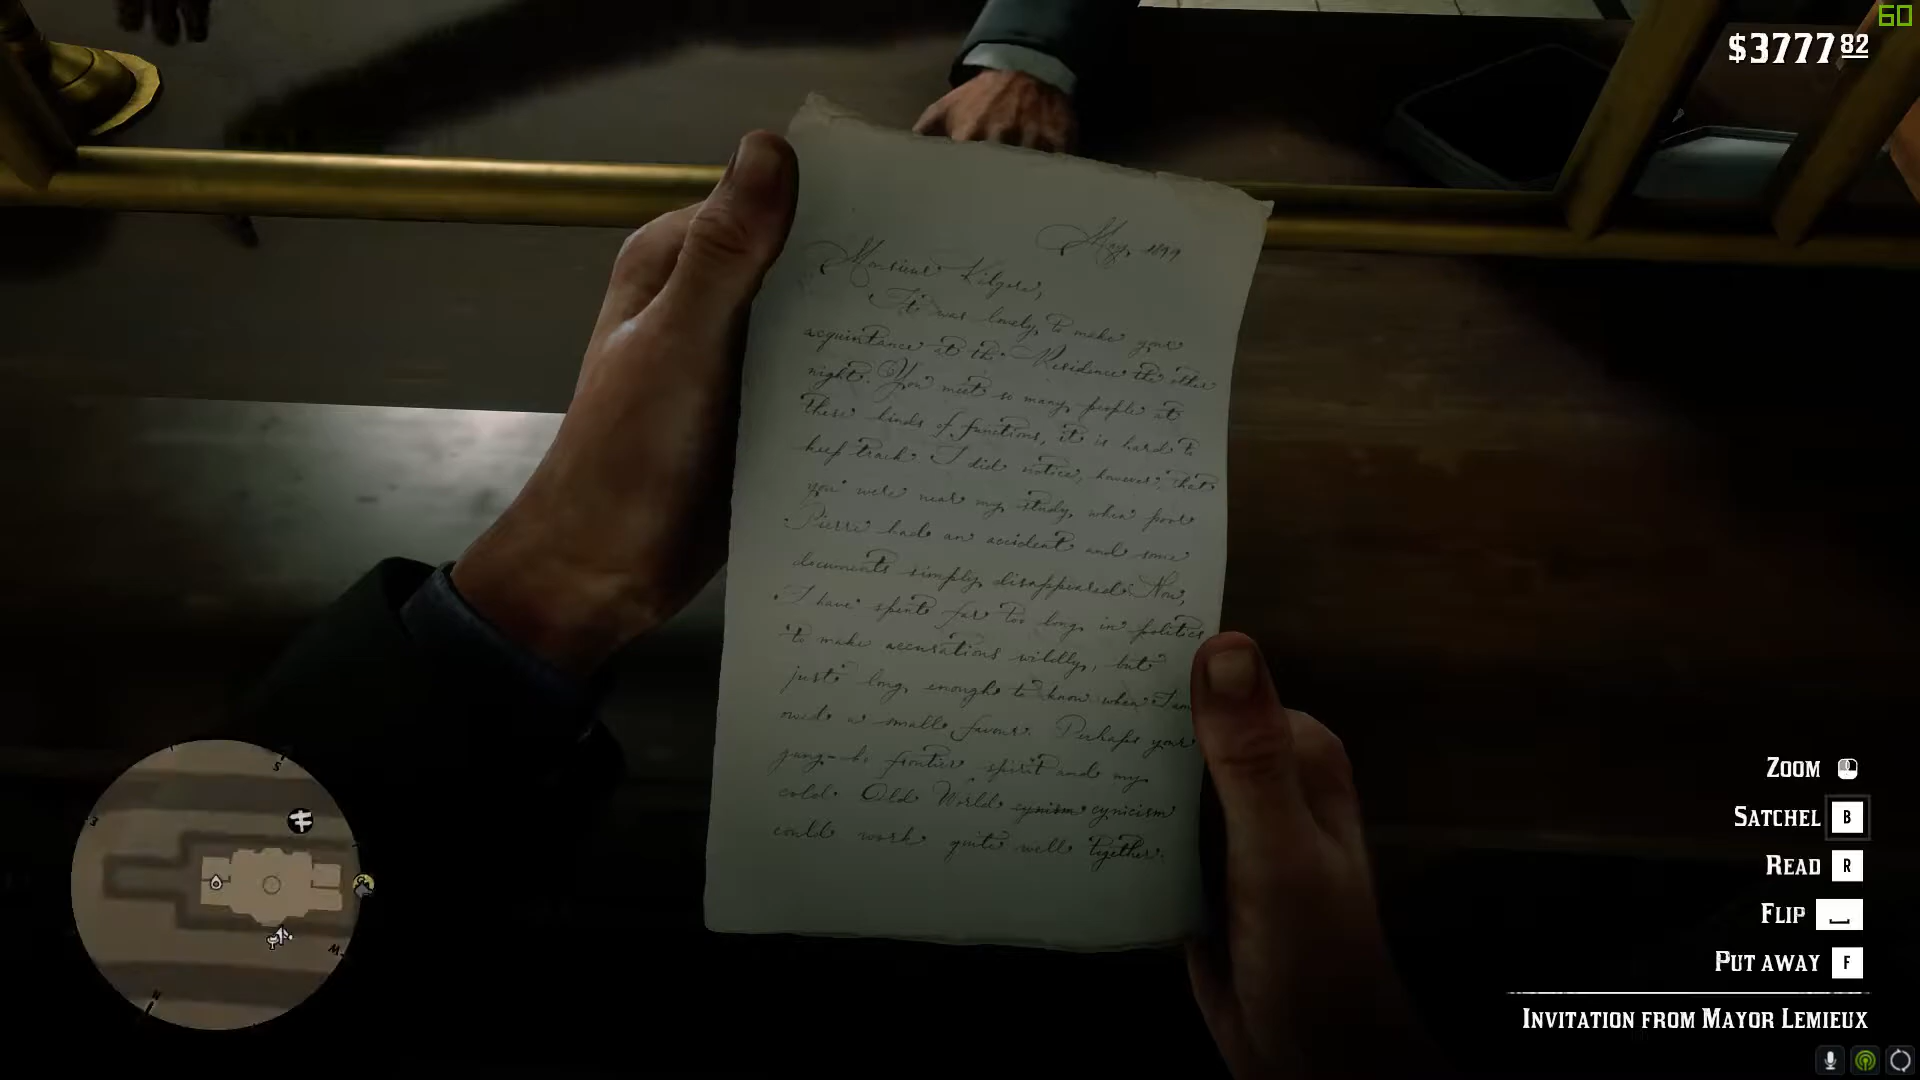 60
$3777 82
May, 1899
Monsieur Kilgore,
It was lovely to make your
acquintance at the Residence the other
night. You meet so many people at
these kinds of functions, it is hard to
keep track. I did notice, however, that
you were near my study, when poor
Pierre had an accident and some
documents simply disappeared. Now,
I have spent far too long in politics
to make accusations wildly, but
just long enough to know when I am
owed a small favour. Perhaps your
gung-ho frontier spirit and my
cold Old World cynism cynicism
could work quite well together.
S
N
ZOOM
SATCHEL B
READ R
FLIP
PUT AWAY F
INVITATION FROM MAYOR LEMIEUX